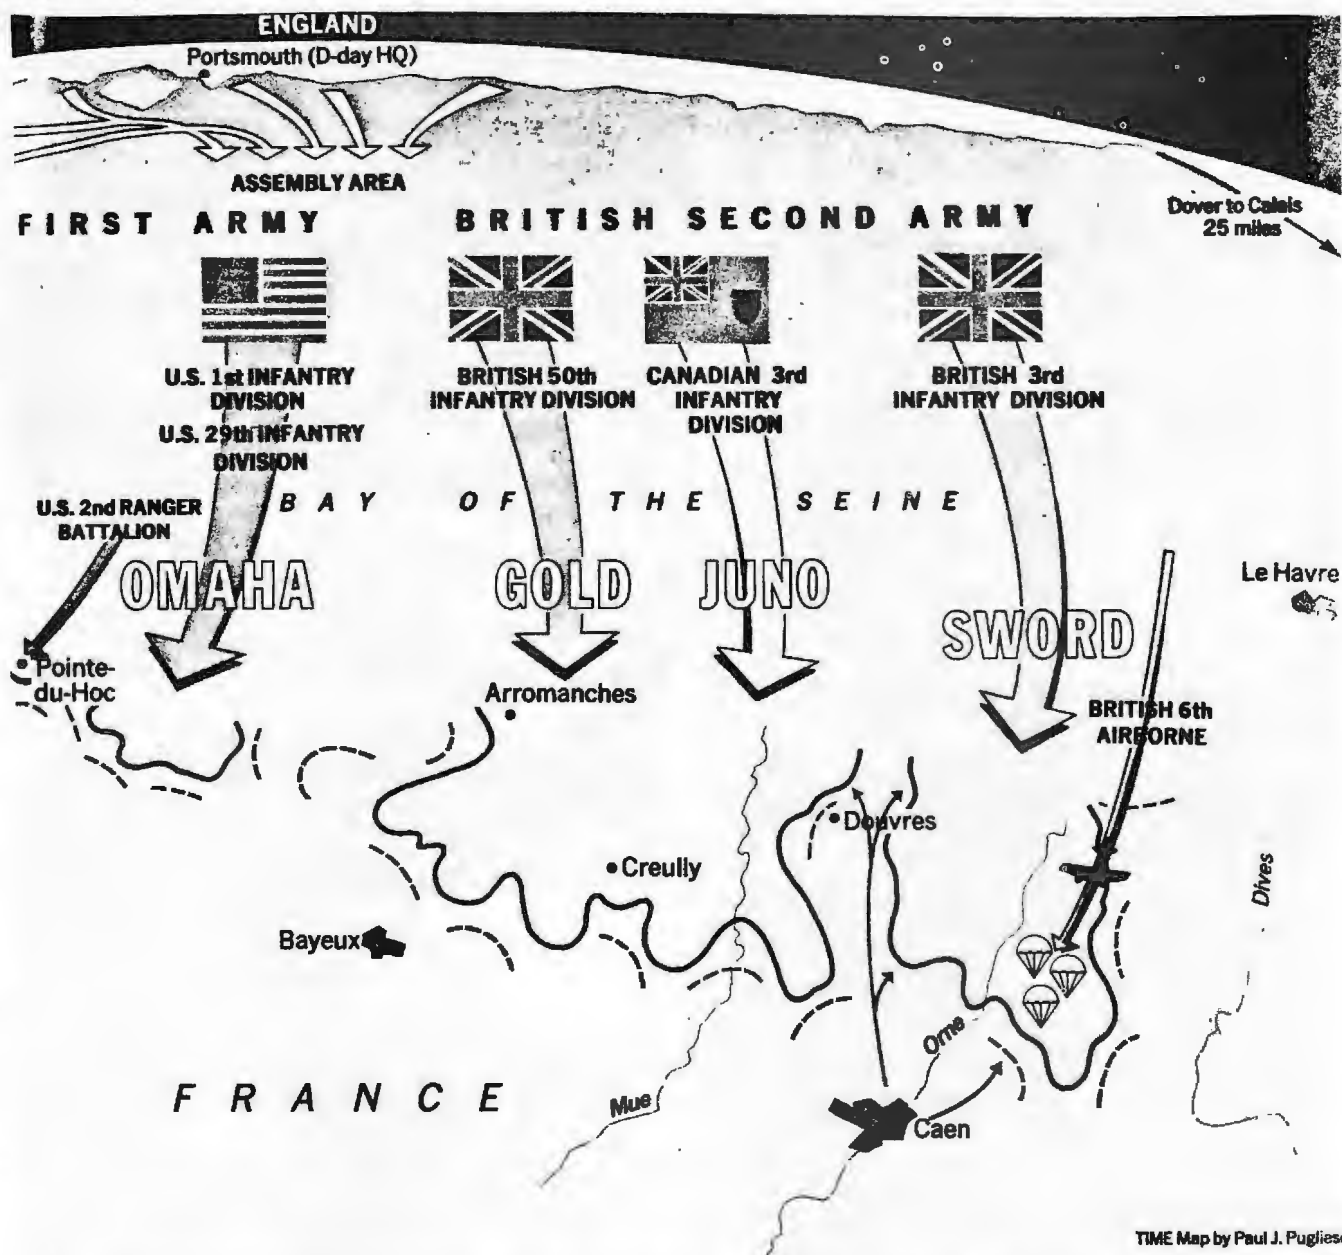 ENGLAND
Portsmouth (D-day HQ)
ASSEMBLY AREA
Dover to Calais
25 miles
FIRST ARMY
BRITISH SECOND ARMY
U.S. 1st INFANTRY
DIVISION
U.S. 29th INFANTRY
DIVISION
BRITISH 50th
INFANTRY DIVISION
CANADIAN 3rd
INFANTRY
DIVISION
BRITISH 3rd
INFANTRY DIVISION
U.S. 2nd RANGER
BATTALION
BAY OF THE SEINE
OMAHA
GOLD
JUNO
SWORD
Le Havre
Pointe-
du-Hoc
Arromanches
BRITISH 6th
AIRBORNE
Douvres
Creully
Dives
Bayeux
Orne
FRANCE
Mue
Caen
TIME Map by Paul J. Pugliese